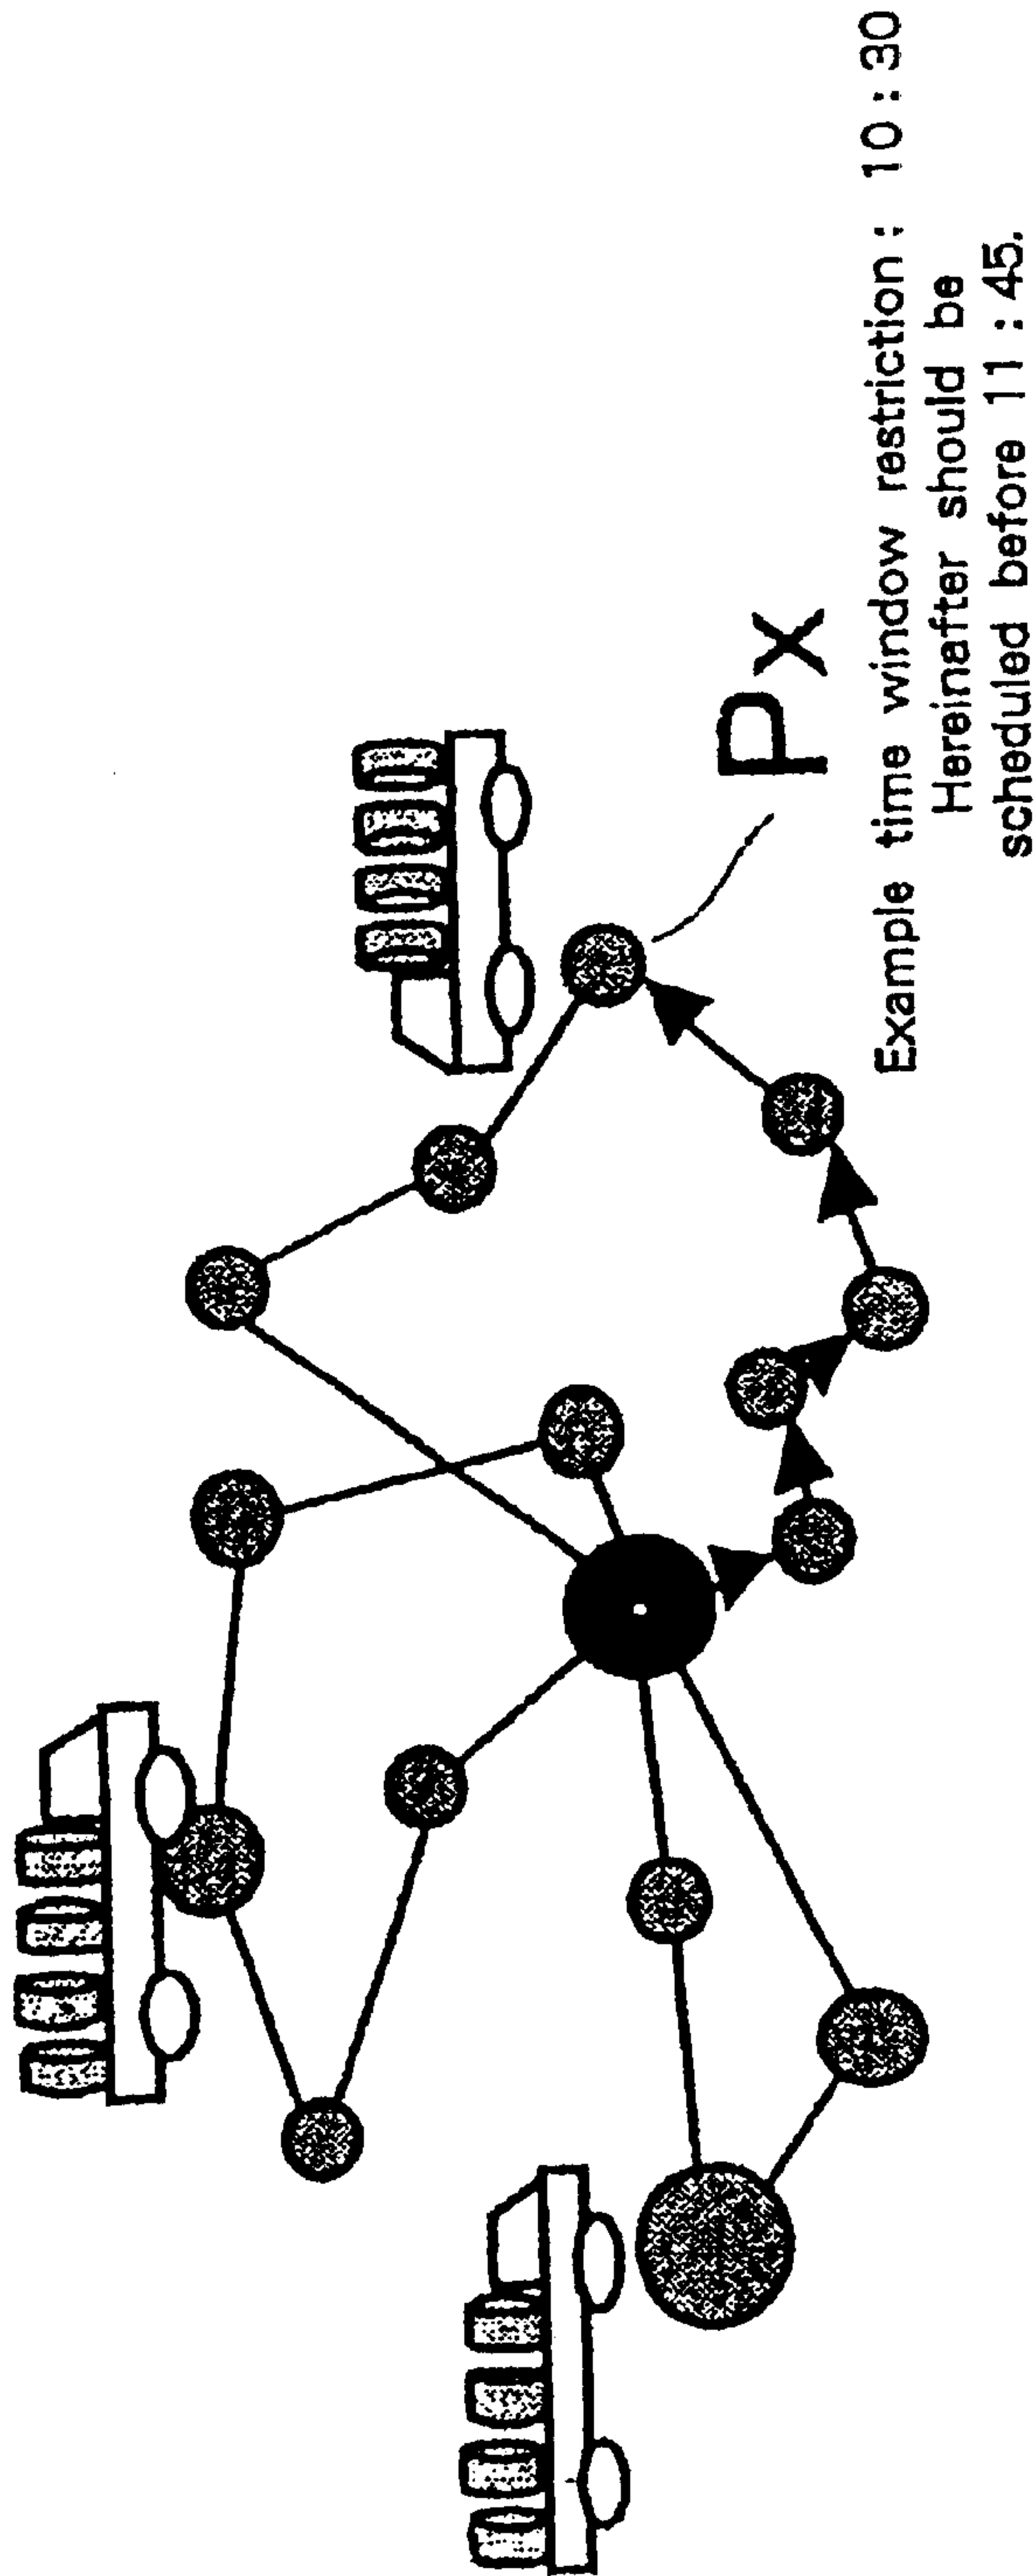 Px
Example time window restriction: 10:30
Hereinafter should be
scheduled before 11:45.